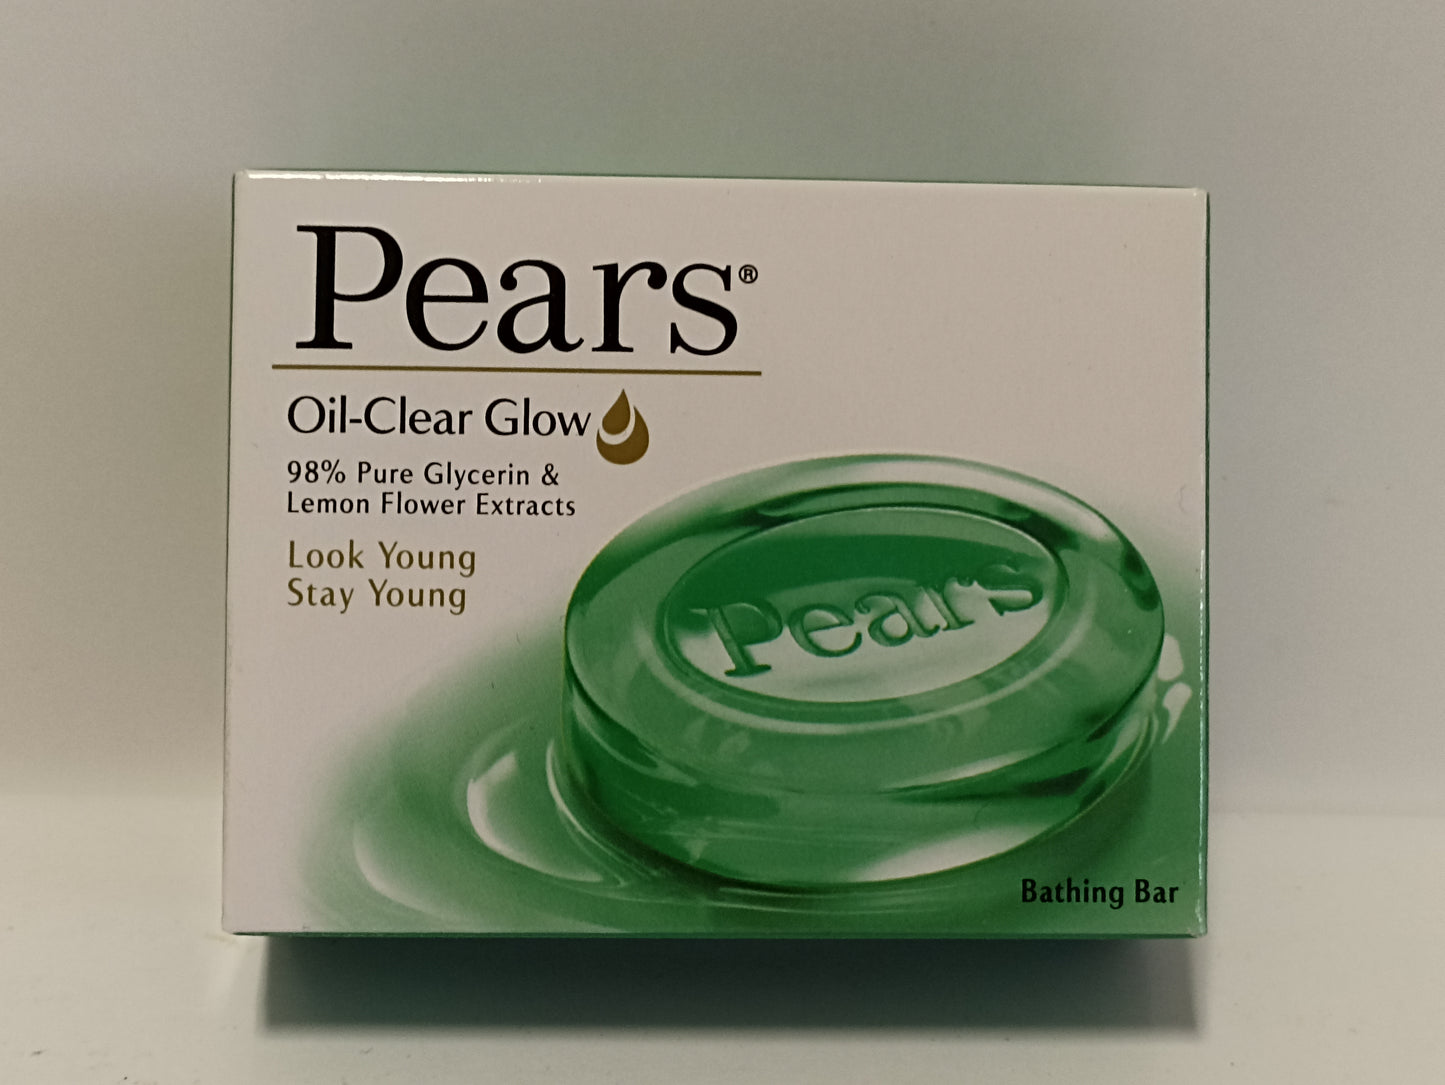 Pears®
Oil-Clear Glow
98% Pure Glycerin &
Lemon Flower Extracts
Look Young
Stay Young
Pears
Bathing Bar